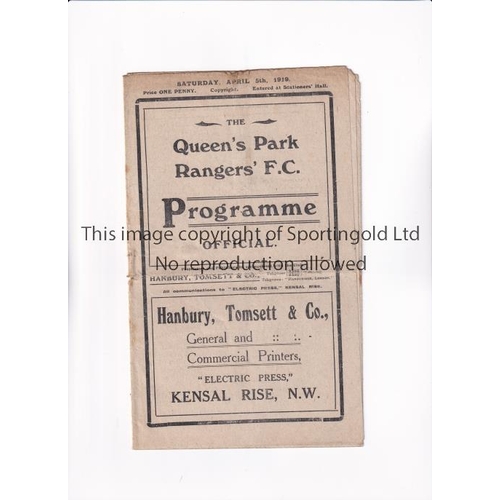 SATURDAY, APRIL 5th, 1919.
Price ONE PENNY. Copyright. Entered at Stationers' Hall.
THE
Queen's Park
Rangers' F.C.
Programme
This image copyright of Sportingold Ltd
OFFICIAL.
No reproduction allowed
HANBURY, TOMSETT & CO.,
All communications to "ELECTRIC PRESS," KENSAL RISE.
Hanbury, Tomsett & Co.,
General and :: :. -
Commercial Printers,
"ELECTRIC PRESS,"
KENSAL RISE, N.W.